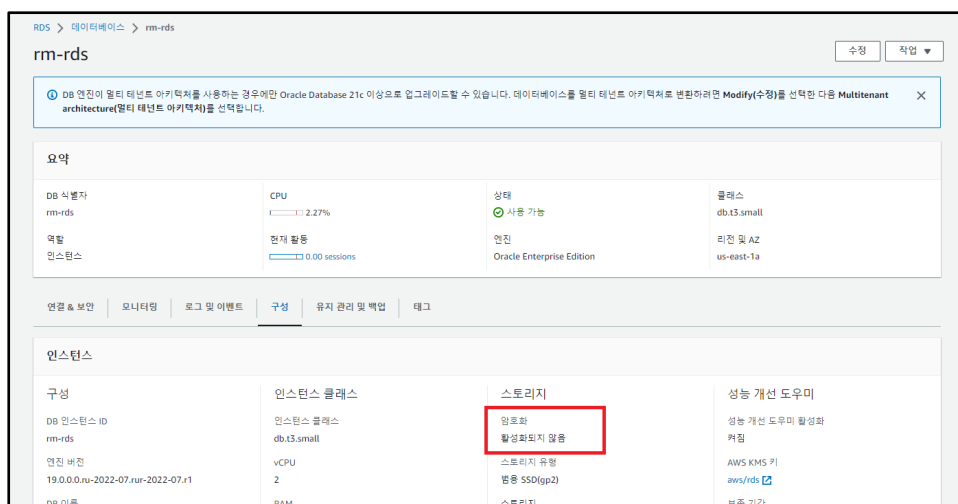 RDS > 데이터베이스 > rm-rds
rm-rds
수정
작업 ▼
DB 엔진이 멀티 테넌트 아키텍처를 사용하는 경우에만 Oracle Database 21c 이상으로 업그레이드할 수 있습니다. 데이터베이스를 멀티 테넌트 아키텍처로 변환하려면 Modify(수정)를 선택한 다음 Multitenant
architecture(멀티 테넌트 아키텍처)를 선택합니다.
요약
DB 식별자
rm-rds
CPU
2.27%
상태
사용 가능
클래스
db.t3.small
역할
인스턴스
현재 활동
0.00 sessions
엔진
Oracle Enterprise Edition
리전 및 AZ
us-east-1a
연결 & 보안
모니터링
로그 및 이벤트
구성
유지 관리 및 백업
태그
인스턴스
구성
DB 인스턴스 ID
rm-rds
엔진 버전
19.0.0.0.ru-2022-07.rur-2022-07.r1
DB 이름
인스턴스 클래스
인스턴스 클래스
db.t3.small
vCPU
2
RAM
스토리지
암호화
활성화되지 않음
스토리지 유형
범용 SSD(gp2)
스토리지
성능 개선 도우미
성능 개선 도우미 활성화
켜짐
AWS KMS 키
aws/rds
보존 기간